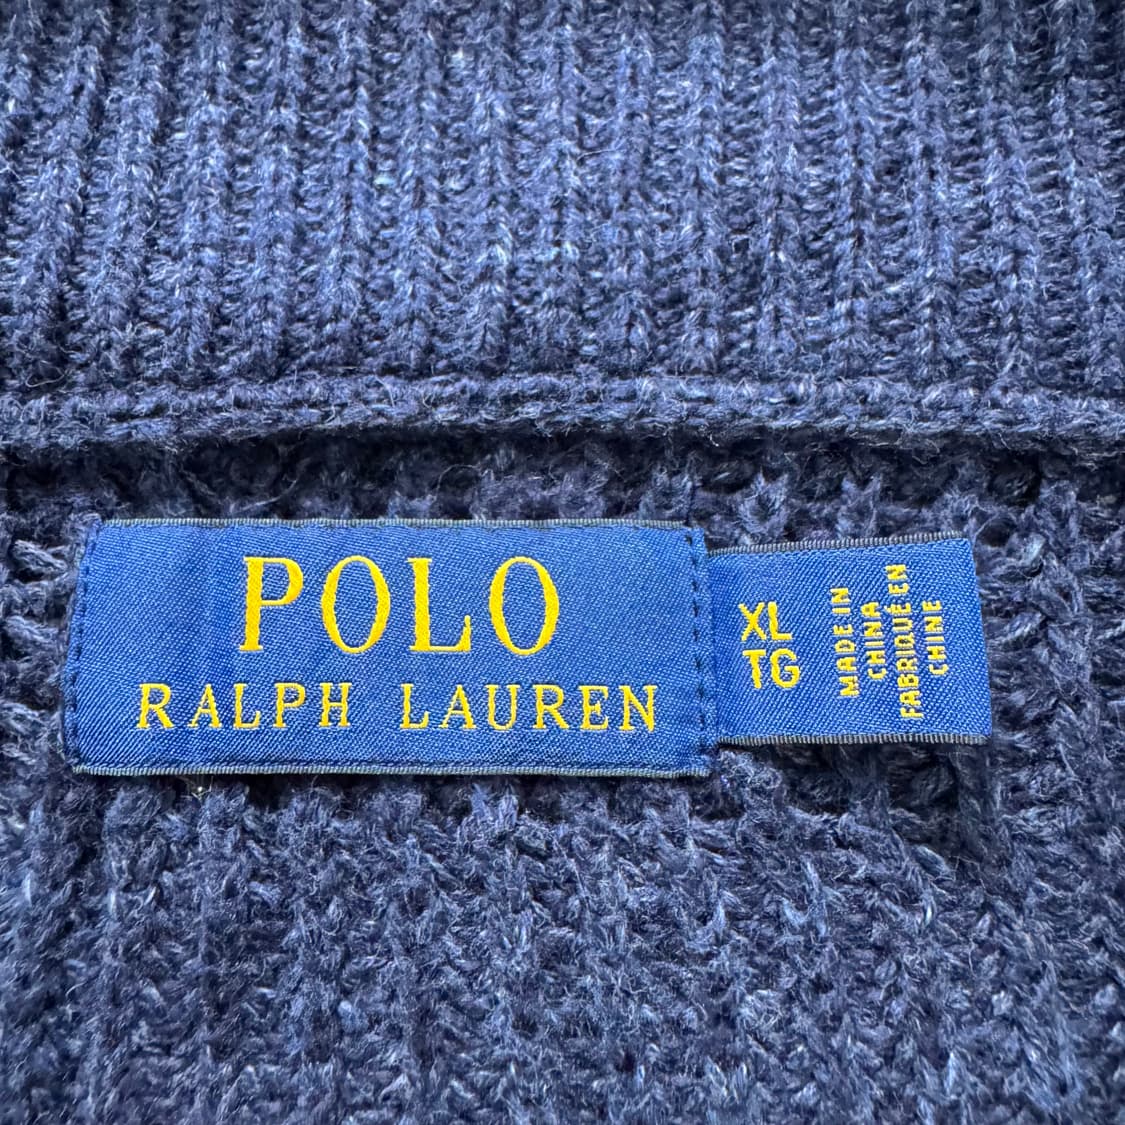 POLO
RALPH LAUREN
XL
TG
MADE IN
CHINA
FABRIQUÉ EN
CHINE